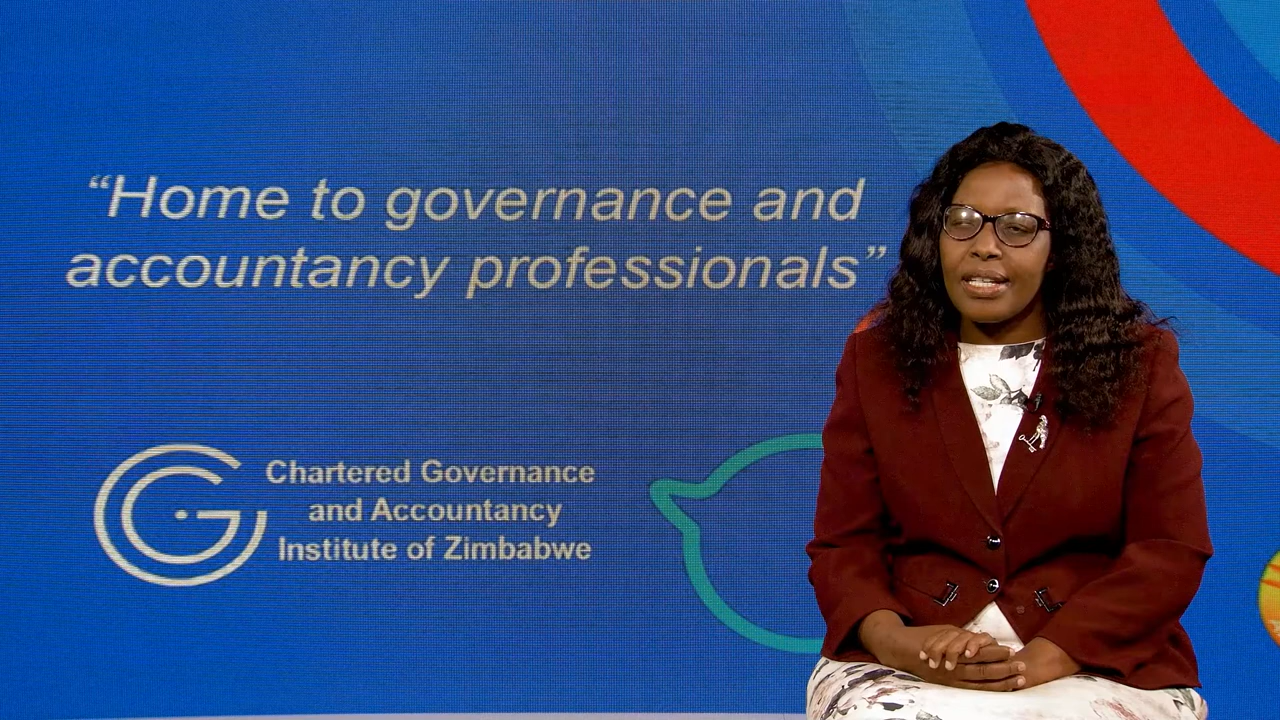 “Home to governance and
accountancy professionals”
Chartered Governance
and Accountancy
Institute of Zimbabwe